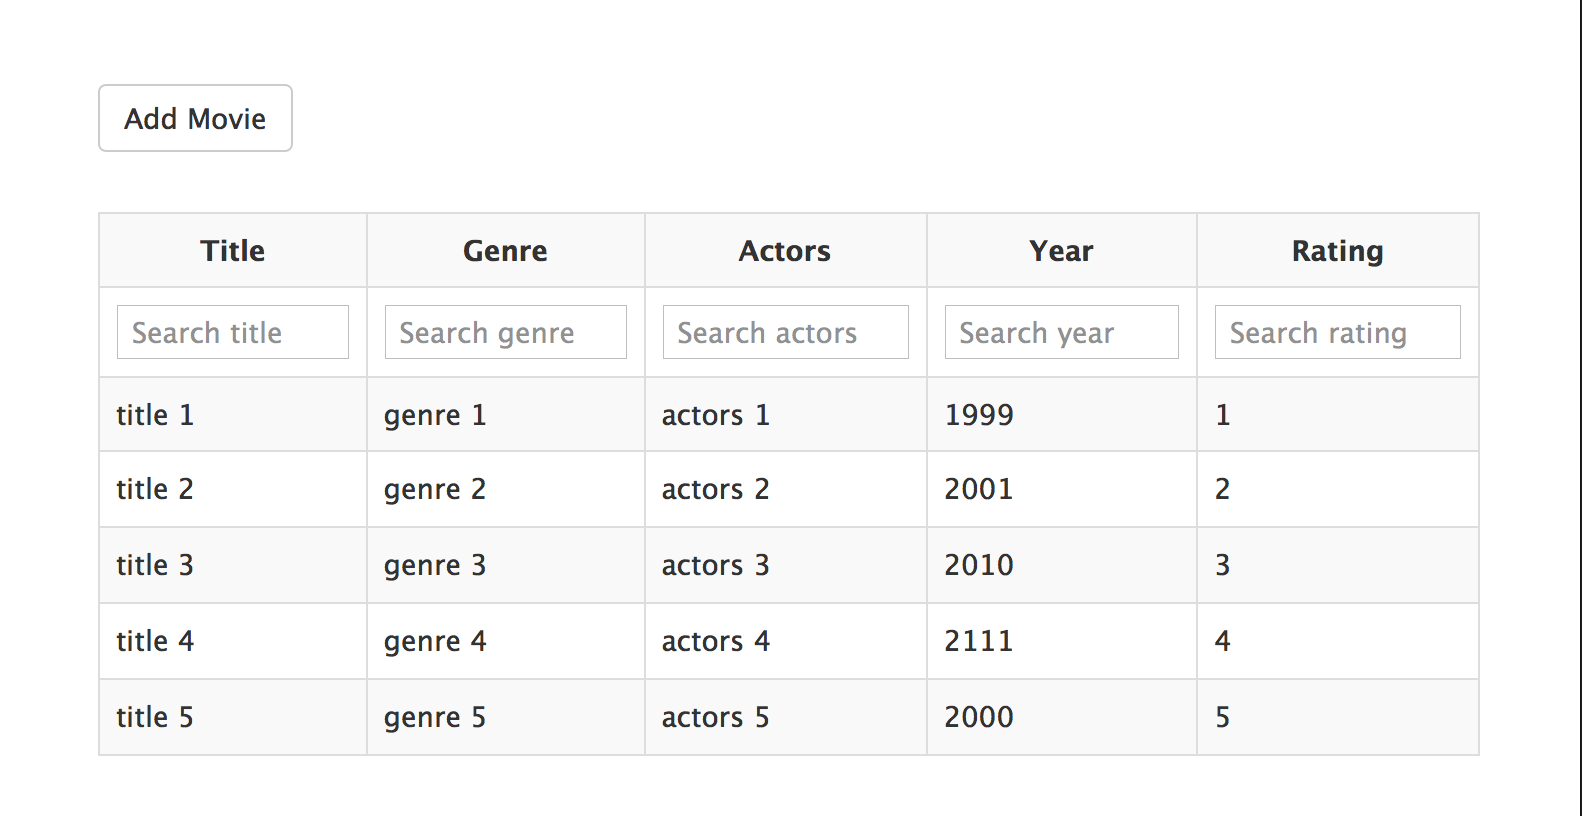 Add Movie
Title Genre Actors Year Rating
Search title Search genre Search actors Search year Search rating
title 1 genre 1 actors 1 1999 1
title 2 genre 2 actors 2 2001 2
title 3 genre 3 actors 3 2010 3
title 4 genre 4 actors 4 2111 4
title 5 genre 5 actors 5 2000 5